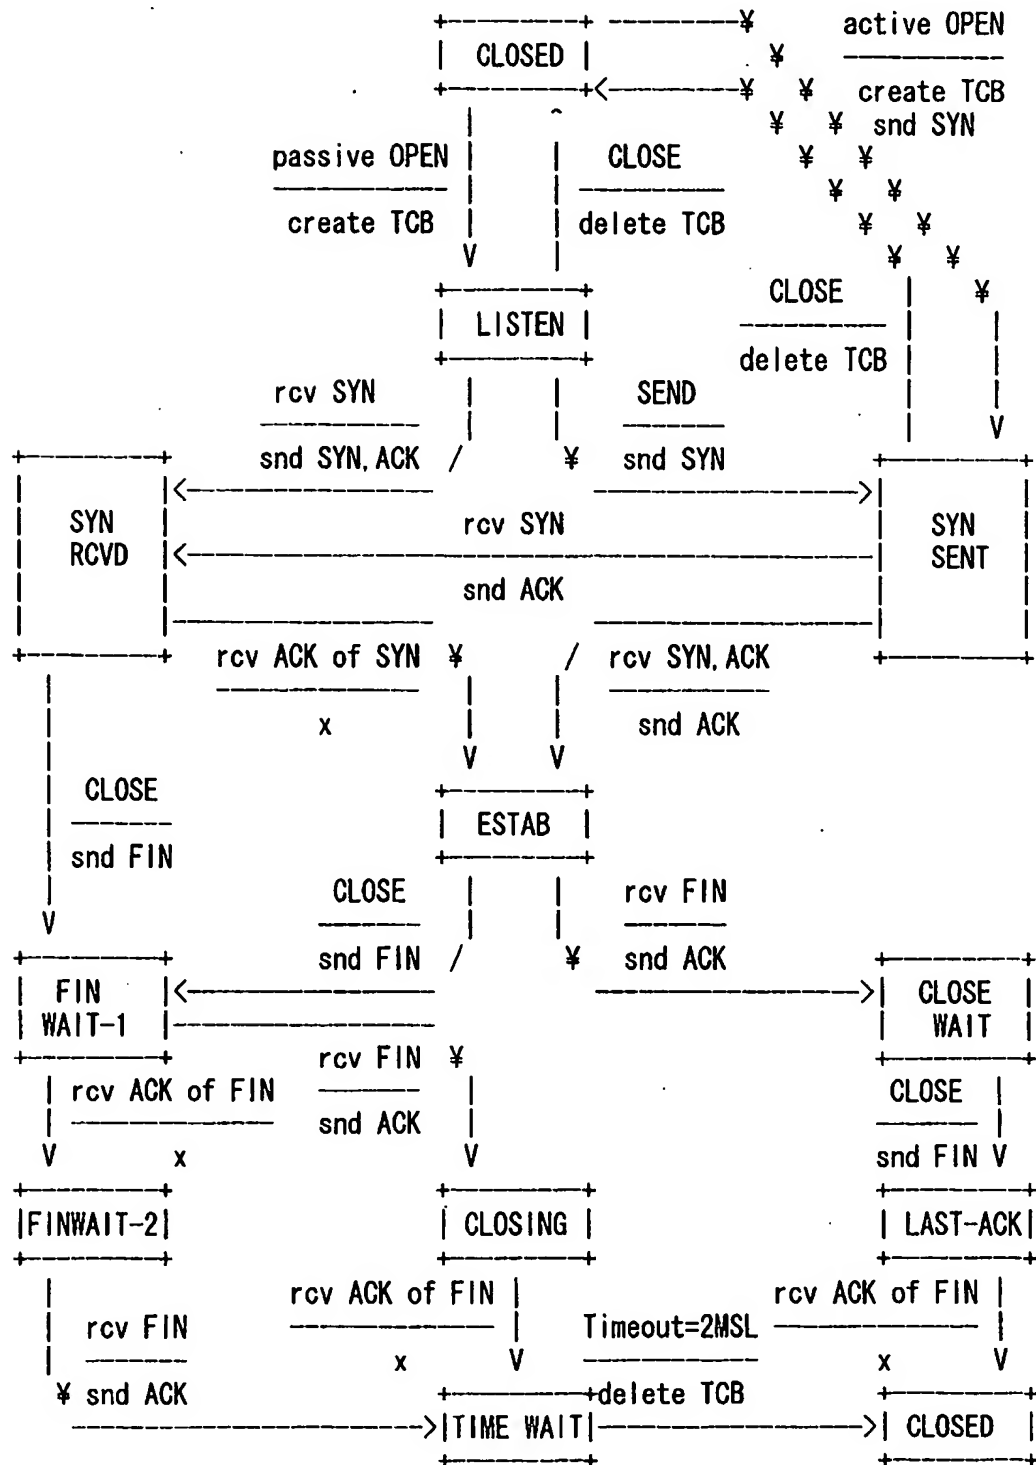 +---------+ ---------¥ active OPEN
| CLOSED | ¥ -----------
+---------+<---------¥ ¥ create TCB
| ^ ¥ ¥ snd SYN
passive OPEN | | CLOSE ¥ ¥
------------ | | ---------- ¥ ¥
create TCB | | delete TCB ¥ ¥
V | ¥ ¥
+---------+ CLOSE | ¥
| LISTEN | ---------- | |
+---------+ delete TCB | |
rcv SYN | | SEND | |
----------- | | ------- | V
+---------+ snd SYN,ACK / ¥ snd SYN +---------+
| |<----------------- ------------------>| |
| SYN | rcv SYN | SYN |
| RCVD |<-----------------------------------------------| SENT |
| | snd ACK | |
| |------------------ -------------------| |
+---------+ rcv ACK of SYN ¥ / rcv SYN,ACK +---------+
| -------------- | | -----------
| x | | snd ACK
| V V
| CLOSE +---------+
| ------- | ESTAB |
| snd FIN +---------+
| CLOSE | | rcv FIN
V ------- | | -------
+---------+ snd FIN / ¥ snd ACK +---------+
| FIN |<----------------- ------------------>| CLOSE |
| WAIT-1 |------------------ | WAIT |
+---------+ rcv FIN ¥ +---------+
| rcv ACK of FIN ------- | CLOSE |
| -------------- snd ACK | ------- |
V x V snd FIN V
+---------+ +---------+ +---------+
|FINWAIT-2| | CLOSING | | LAST-ACK|
+---------+ +---------+ +---------+
| rcv ACK of FIN | rcv ACK of FIN |
| rcv FIN -------------- | Timeout=2MSL -------------- |
| ------- x V ------------ x V
¥ snd ACK +---------+delete TCB +---------+
------------------------>|TIME WAIT|------------------>| CLOSED |
+---------+ +---------+